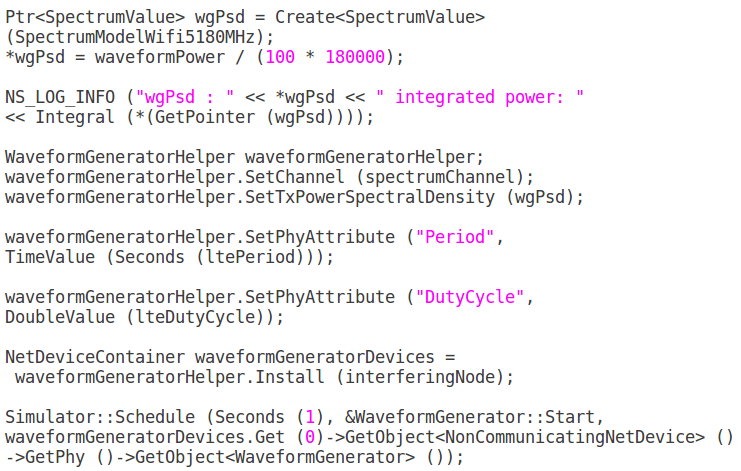 Ptr<SpectrumValue> wgPsd = Create<SpectrumValue>
(SpectrumModelWifi5180MHz);
*wgPsd = waveformPower / (100 * 180000);
NS_LOG_INFO ("wgPsd : " << *wgPsd << " integrated power: "
<< Integral (*(GetPointer (wgPsd))));
WaveformGeneratorHelper waveformGeneratorHelper;
waveformGeneratorHelper.SetChannel (spectrumChannel);
waveformGeneratorHelper.SetTxPowerSpectralDensity (wgPsd);
waveformGeneratorHelper.SetPhyAttribute ("Period",
TimeValue (Seconds (ltePeriod)));
waveformGeneratorHelper.SetPhyAttribute ("DutyCycle",
DoubleValue (lteDutyCycle));
NetDeviceContainer waveformGeneratorDevices =
waveformGeneratorHelper.Install (interferingNode);
Simulator::Schedule (Seconds (1), &WaveformGenerator::Start,
waveformGeneratorDevices.Get (0)->GetObject<NonCommunicatingNetDevice> ()
->GetPhy ()->GetObject<WaveformGenerator> ());